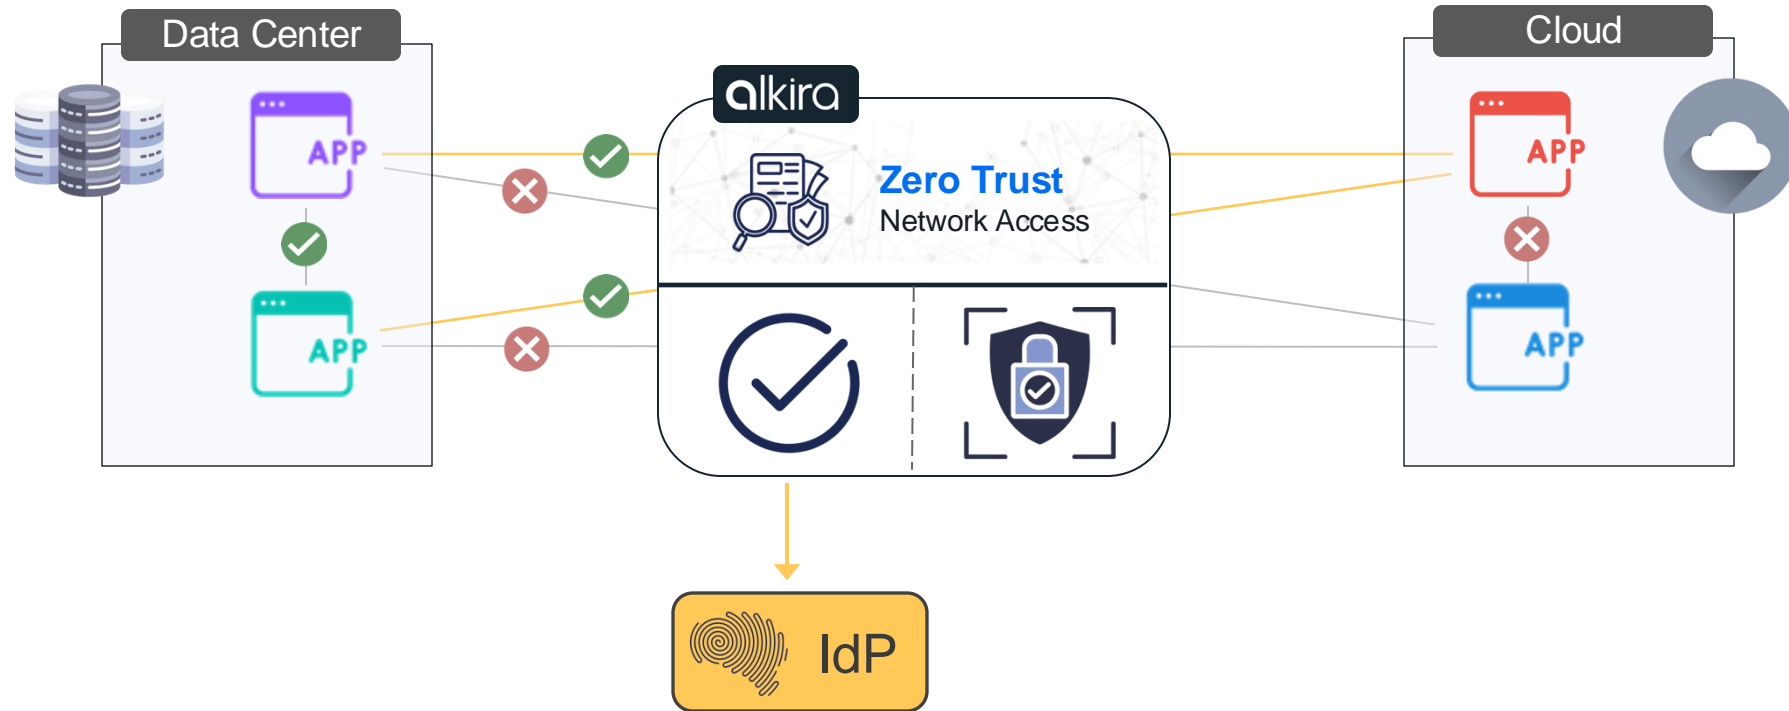 Data Center
Cloud
alkira
APP
APP
Zero Trust
Network Access
APP
APP
IdP